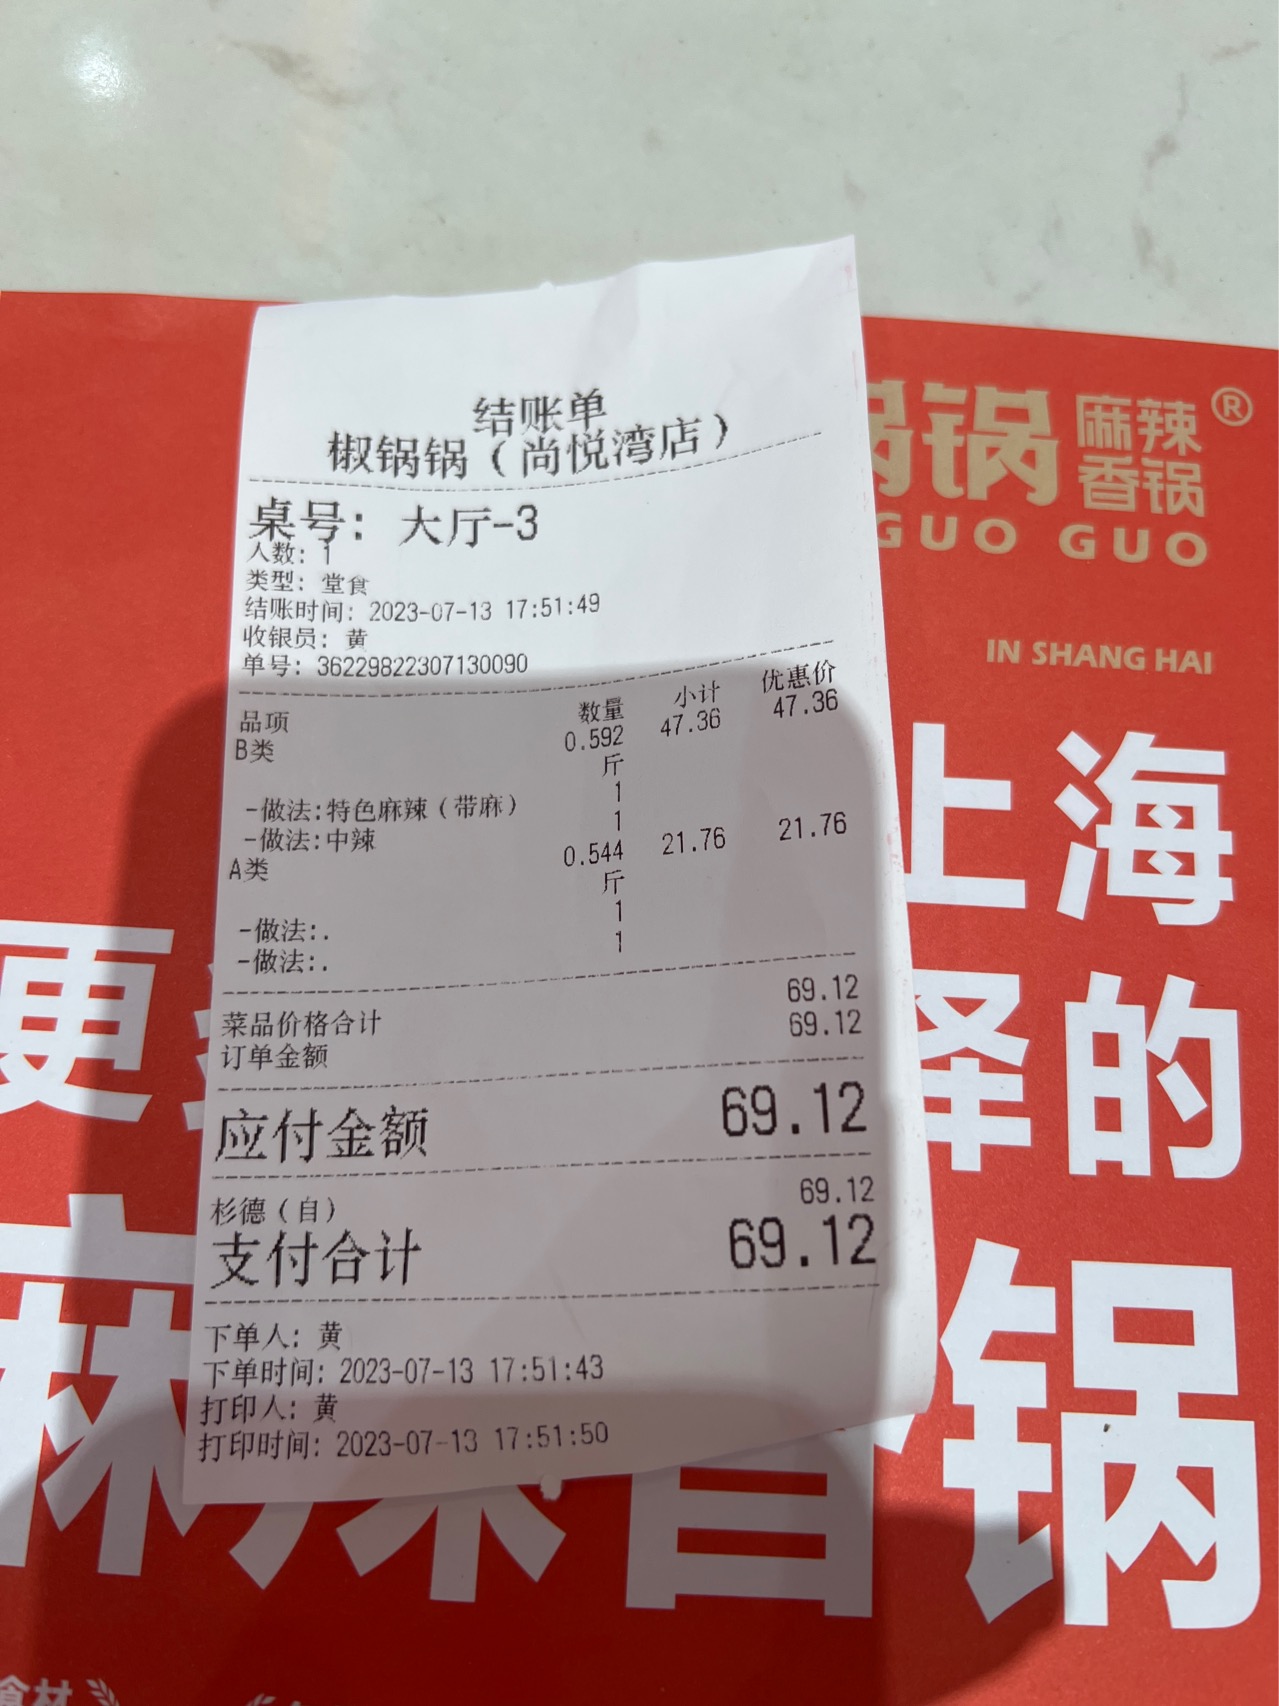 结账单
椒锅锅（尚悦湾店）
桌号：大厅-3
人数：1
类型：堂食
结账时间：2023-07-13 17:51:49
收银员：黄
单号：36229822307130090
品项 数量 小计 优惠价
B类 0.592 47.36 47.36
斤
-做法:特色麻辣（带麻） 1
-做法:中辣 1
A类 0.544 21.76 21.76
斤
-做法:. 1
-做法:. 1
菜品价格合计 69.12
订单金额 69.12
应付金额 69.12
杉德（自） 69.12
支付合计 69.12
下单人：黄
下单时间：2023-07-13 17:51:43
打印人：黄
打印时间：2023-07-13 17:51:50
锅锅 麻辣香锅®
GUO GUO
IN SHANG HAI
上海
更 择的
麻辣香锅
食材